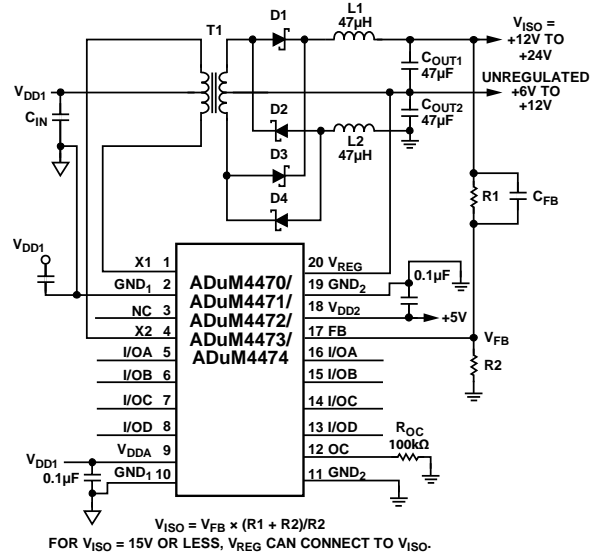 T1
D1
L1
47µH
V_ISO =
+12V TO
+24V
C_OUT1
47µF
UNREGULATED
+6V TO
+12V
V_DD1
C_IN
D2
C_OUT2
47µF
L2
47µH
D3
D4
R1
C_FB
V_DD1
X1 1
GND_1 2
NC 3
X2 4
I/OA 5
I/OB 6
I/OC 7
I/OD 8
V_DDA 9
GND_1 10
V_DD1
0.1µF
ADuM4470/
ADuM4471/
ADuM4472/
ADuM4473/
ADuM4474
20 V_REG
19 GND_2
18 V_DD2
17 FB
16 I/OA
15 I/OB
14 I/OC
13 I/OD
12 OC
11 GND_2
0.1µF
+5V
V_FB
R2
R_OC
100kΩ
V_ISO = V_FB × (R1 + R2)/R2
FOR V_ISO = 15V OR LESS, V_REG CAN CONNECT TO V_ISO.